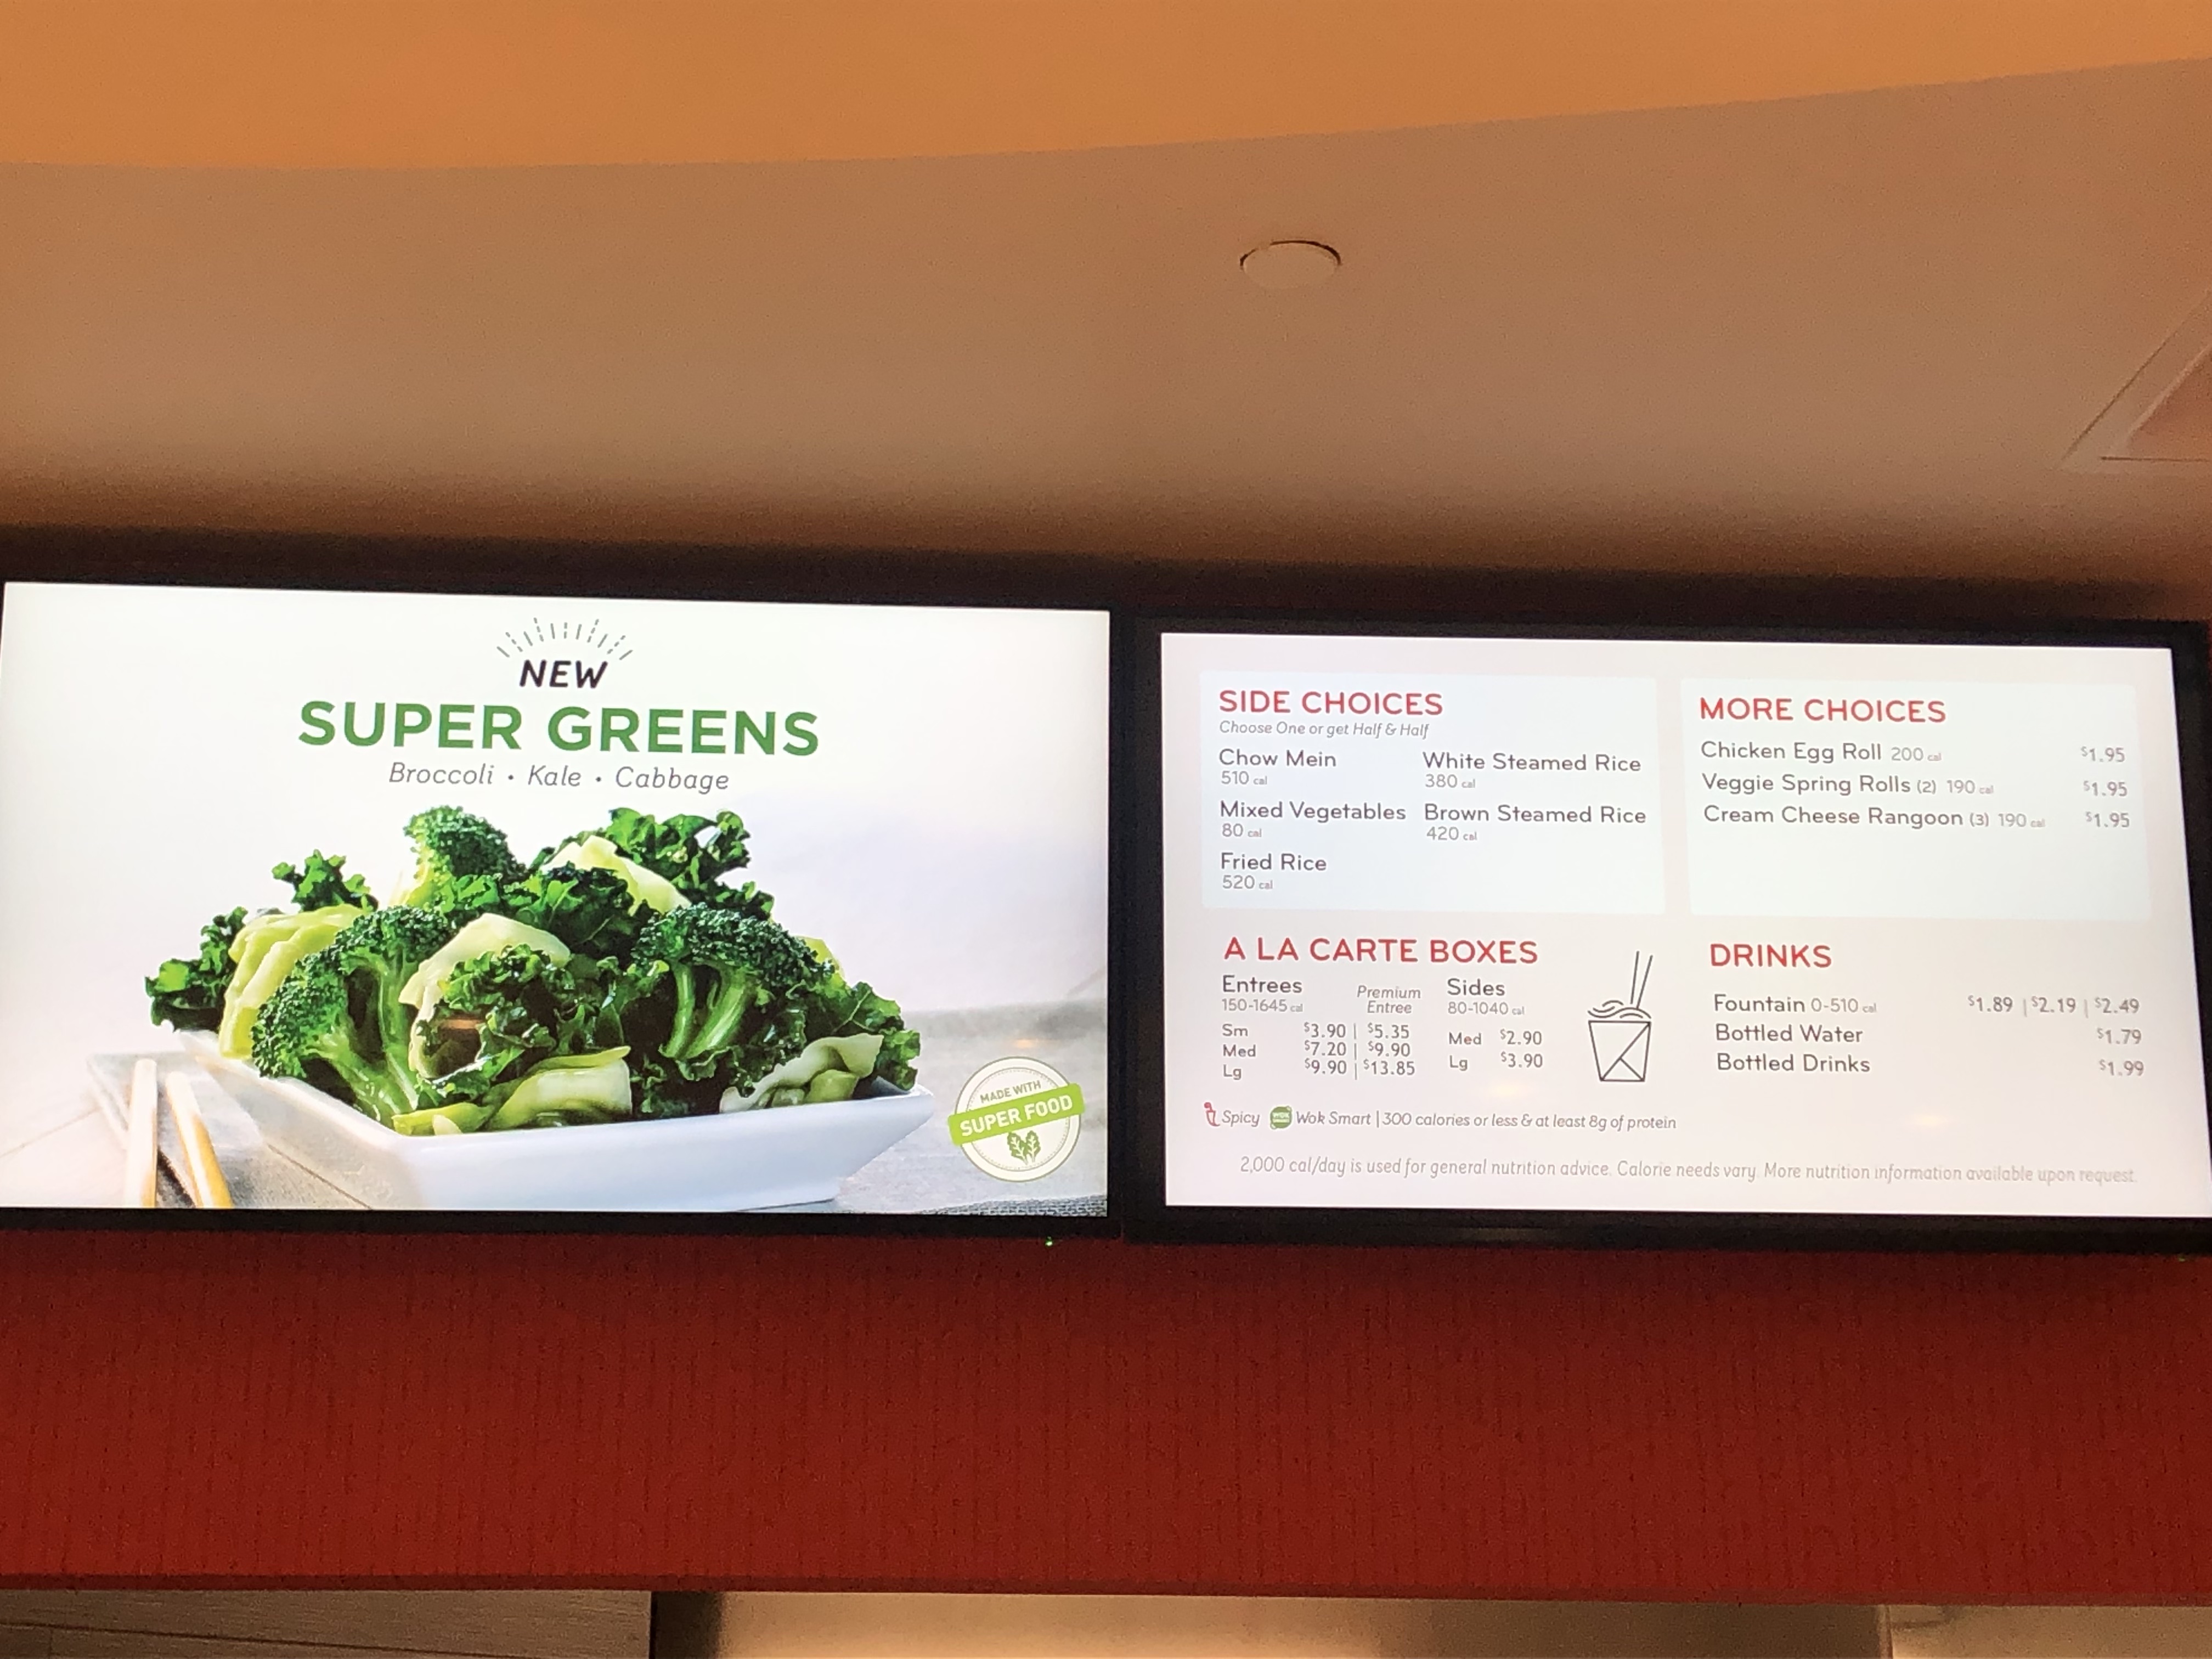 NEW
SUPER GREENS
Broccoli • Kale • Cabbage
MADE WITH
SUPER FOOD
SIDE CHOICES
Choose One or get Half & Half
Chow Mein
510 cal
White Steamed Rice
380 cal
Mixed Vegetables
80 cal
Brown Steamed Rice
420 cal
Fried Rice
520 cal
MORE CHOICES
Chicken Egg Roll 200 cal $1.95
Veggie Spring Rolls (2) 190 cal $1.95
Cream Cheese Rangoon (3) 190 cal $1.95
A LA CARTE BOXES
Entrees
150-1645 cal
Premium
Entree
Sm $3.90 | $5.35
Med $7.20 | $9.90
Lg $9.90 | $13.85
Sides
80-1040 cal
Med $2.90
Lg $3.90
DRINKS
Fountain 0-510 cal $1.89 | $2.19 | $2.49
Bottled Water $1.79
Bottled Drinks $1.99
Spicy WOK SMART Wok Smart | 300 calories or less & at least 8g of protein
2,000 cal/day is used for general nutrition advice. Calorie needs vary. More nutrition information available upon request.